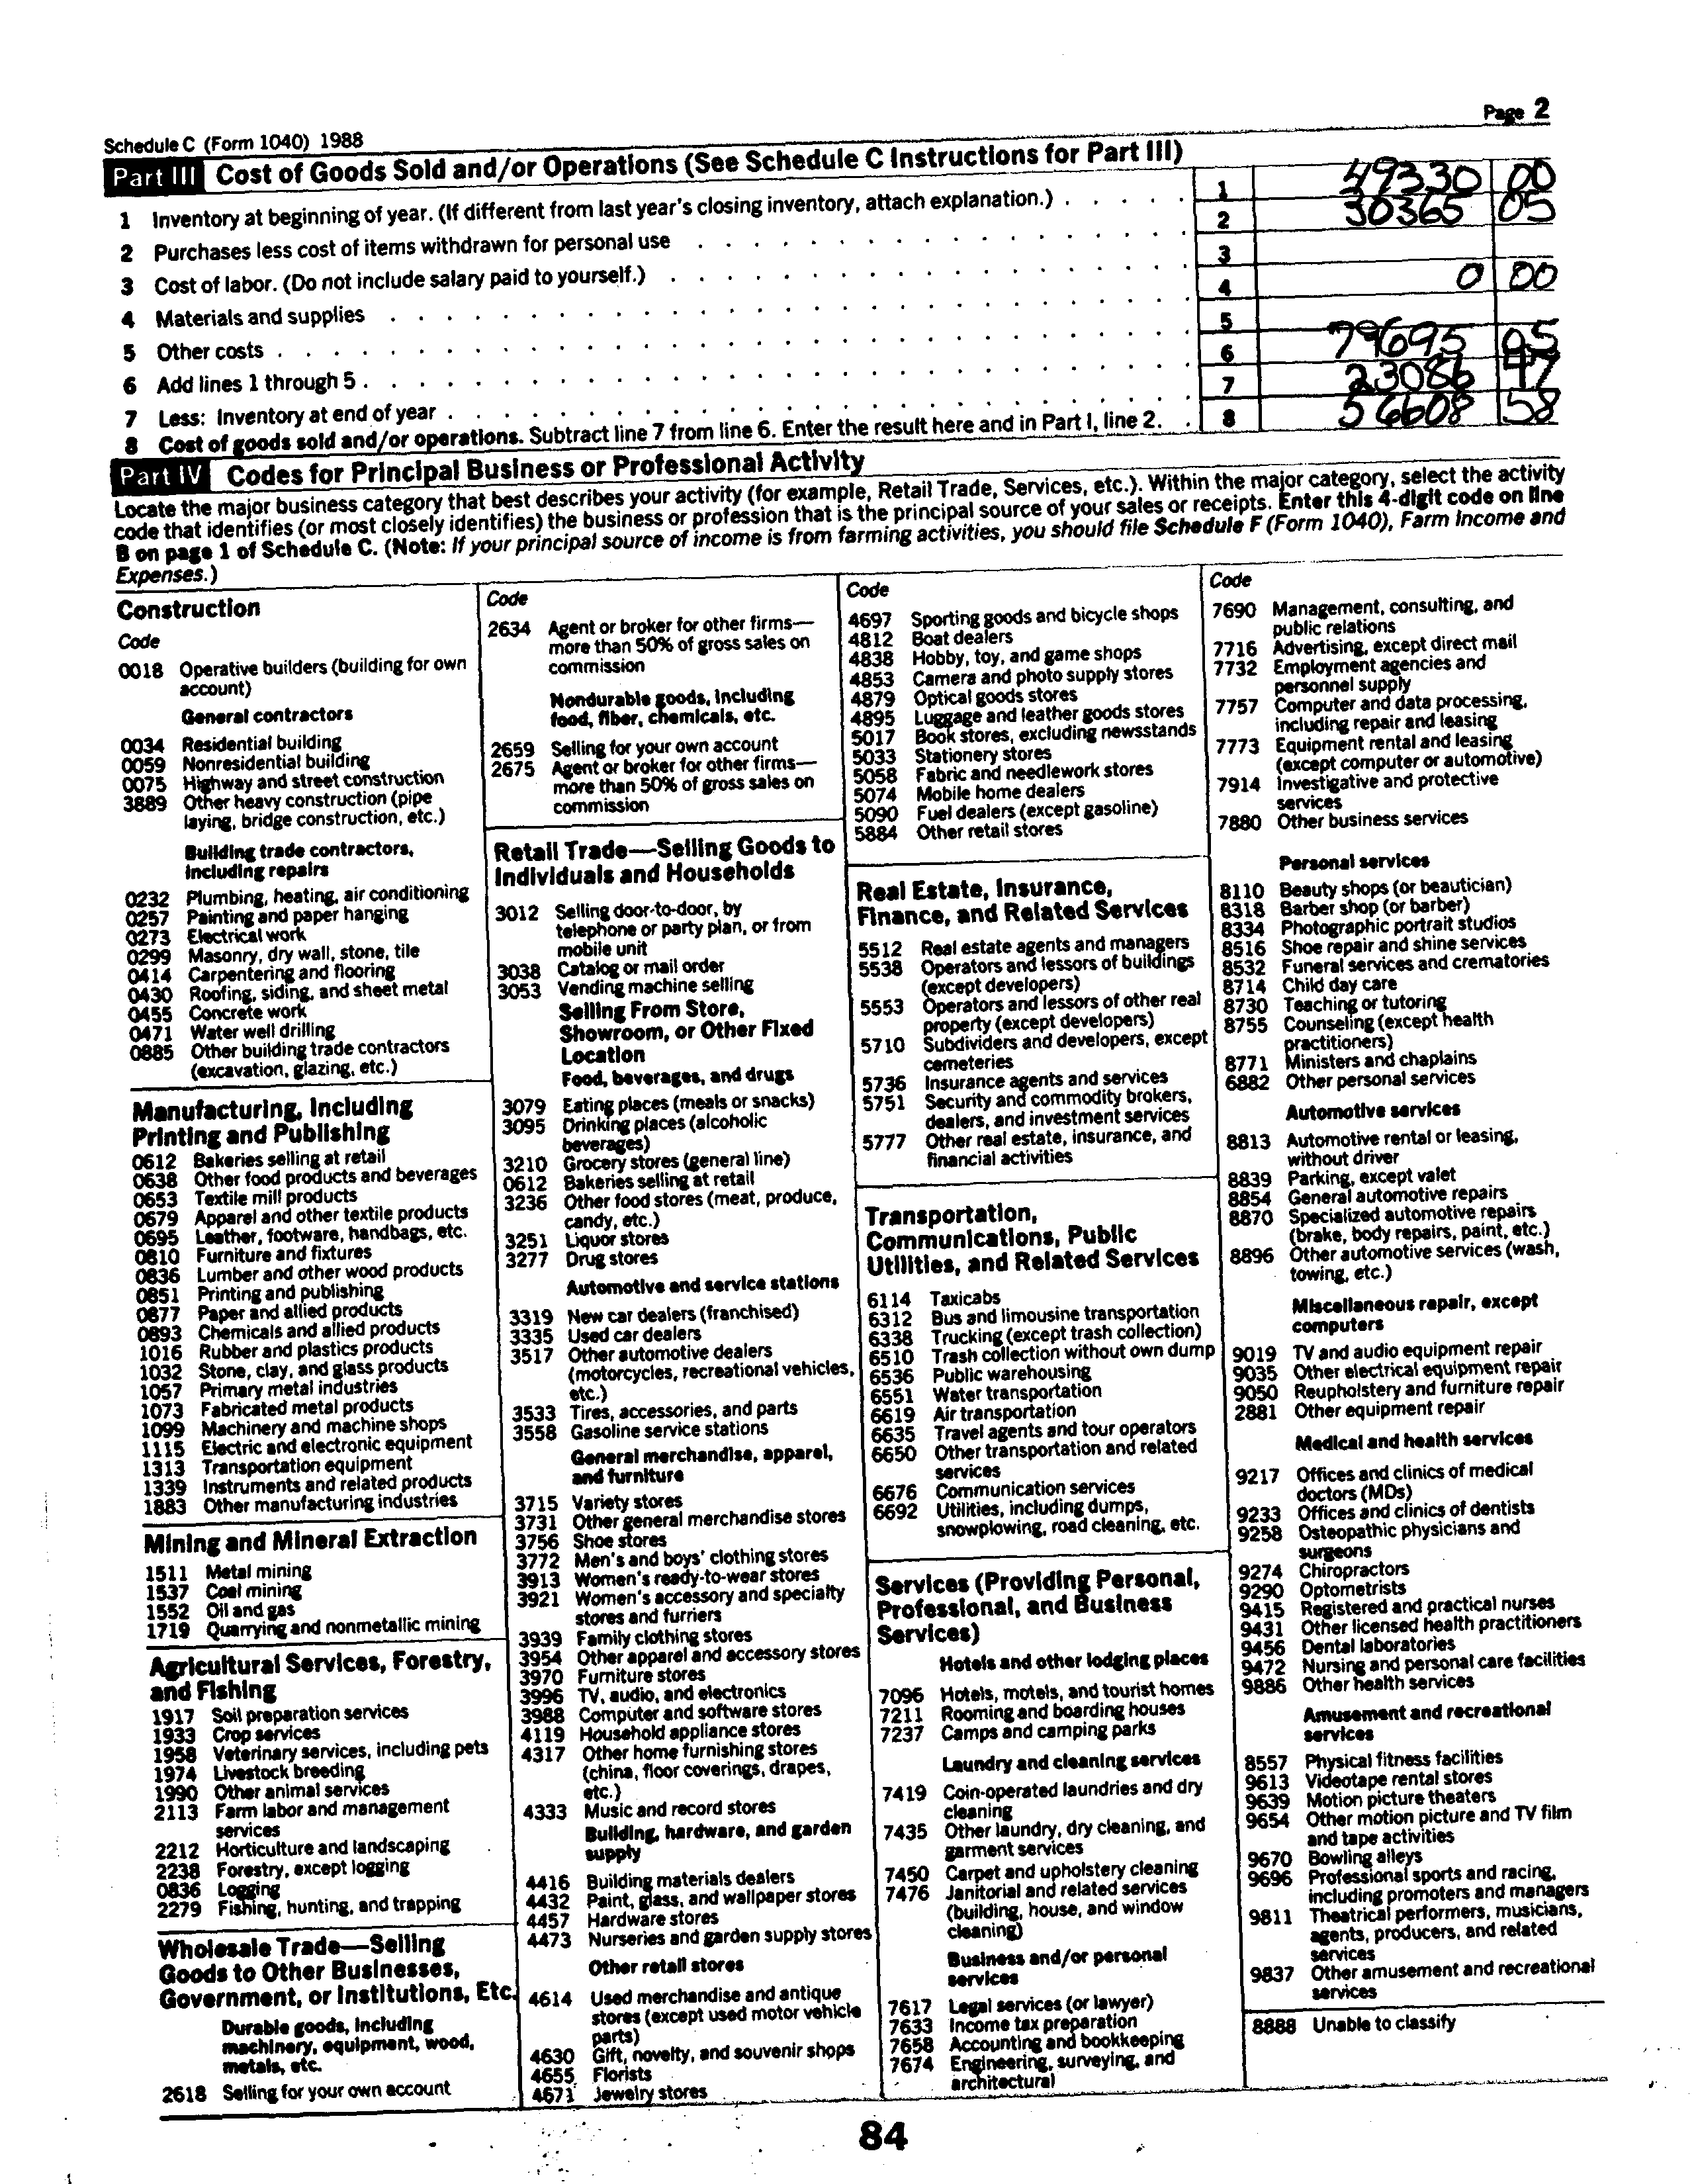 Page 2
Schedule C (Form 1040) 1988
Part III Cost of Goods Sold and/or Operations (See Schedule C Instructions for Part III)
1 Inventory at beginning of year. (If different from last year's closing inventory, attach explanation.) . . . . . 1 49330 00
2 Purchases less cost of items withdrawn for personal use 2 30365 05
3 Cost of labor. (Do not include salary paid to yourself.) 3
4 Materials and supplies 4 0 00
5 Other costs 5
6 Add lines 1 through 5 6 79695 05
7 Less: Inventory at end of year 7 23086 47
8 Cost of goods sold and/or operations. Subtract line 7 from line 6. Enter the result here and in Part I, line 2. 8 56608 58
Part IV Codes for Principal Business or Professional Activity
Locate the major business category that best describes your activity (for example, Retail Trade, Services, etc.). Within the major category, select the activity
code that identifies (or most closely identifies) the business or profession that is the principal source of your sales or receipts. Enter this 4-digit code on line
B on page 1 of Schedule C. (Note: If your principal source of income is from farming activities, you should file Schedule F (Form 1040), Farm Income and
Expenses.)
Construction
Code
0018 Operative builders (building for own
account)
General contractors
0034 Residential building
0059 Nonresidential building
0075 Highway and street construction
3889 Other heavy construction (pipe
laying, bridge construction, etc.)
Building trade contractors,
including repairs
0232 Plumbing, heating, air conditioning
0257 Painting and paper hanging
0273 Electrical work
0299 Masonry, dry wall, stone, tile
0414 Carpentering and flooring
0430 Roofing, siding, and sheet metal
0455 Concrete work
0471 Water well drilling
0885 Other building trade contractors
(excavation, glazing, etc.)
Manufacturing, Including
Printing and Publishing
0612 Bakeries selling at retail
0638 Other food products and beverages
0653 Textile mill products
0679 Apparel and other textile products
0695 Leather, footware, handbags, etc.
0810 Furniture and fixtures
0836 Lumber and other wood products
0851 Printing and publishing
0877 Paper and allied products
0893 Chemicals and allied products
1016 Rubber and plastics products
1032 Stone, clay, and glass products
1057 Primary metal industries
1073 Fabricated metal products
1099 Machinery and machine shops
1115 Electric and electronic equipment
1313 Transportation equipment
1339 Instruments and related products
1883 Other manufacturing industries
Mining and Mineral Extraction
1511 Metal mining
1537 Coal mining
1552 Oil and gas
1719 Quarrying and nonmetallic mining
Agricultural Services, Forestry,
and Fishing
1917 Soil preparation services
1933 Crop services
1958 Veterinary services, including pets
1974 Livestock breeding
1990 Other animal services
2113 Farm labor and management
services
2212 Horticulture and landscaping
2238 Forestry, except logging
0836 Logging
2279 Fishing, hunting, and trapping
Wholesale Trade—Selling
Goods to Other Businesses,
Government, or Institutions, Etc.
Durable goods, including
machinery, equipment, wood,
metals, etc.
2618 Selling for your own account
Code
2634 Agent or broker for other firms—
more than 50% of gross sales on
commission
Nondurable goods, including
food, fiber, chemicals, etc.
2659 Selling for your own account
2675 Agent or broker for other firms—
more than 50% of gross sales on
commission
Retail Trade—Selling Goods to
Individuals and Households
3012 Selling door-to-door, by
telephone or party plan, or from
mobile unit
3038 Catalog or mail order
3053 Vending machine selling
Selling From Store,
Showroom, or Other Fixed
Location
Food, beverages, and drugs
3079 Eating places (meals or snacks)
3095 Drinking places (alcoholic
beverages)
3210 Grocery stores (general line)
0612 Bakeries selling at retail
3236 Other food stores (meat, produce,
candy, etc.)
3251 Liquor stores
3277 Drug stores
Automotive and service stations
3319 New car dealers (franchised)
3335 Used car dealers
3517 Other automotive dealers
(motorcycles, recreational vehicles,
etc.)
3533 Tires, accessories, and parts
3558 Gasoline service stations
General merchandise, apparel,
and furniture
3715 Variety stores
3731 Other general merchandise stores
3756 Shoe stores
3772 Men's and boys' clothing stores
3913 Women's ready-to-wear stores
3921 Women's accessory and specialty
stores and furriers
3939 Family clothing stores
3954 Other apparel and accessory stores
3970 Furniture stores
3996 TV, audio, and electronics
3988 Computer and software stores
4119 Household appliance stores
4317 Other home furnishing stores
(china, floor coverings, drapes,
etc.)
4333 Music and record stores
Building, hardware, and garden
supply
4416 Building materials dealers
4432 Paint, glass, and wallpaper stores
4457 Hardware stores
4473 Nurseries and garden supply stores
Other retail stores
4614 Used merchandise and antique
stores (except used motor vehicle
parts)
4630 Gift, novelty, and souvenir shops
4655 Florists
4671 Jewelry stores
Code
4697 Sporting goods and bicycle shops
4812 Boat dealers
4838 Hobby, toy, and game shops
4853 Camera and photo supply stores
4879 Optical goods stores
4895 Luggage and leather goods stores
5017 Book stores, excluding newsstands
5033 Stationery stores
5058 Fabric and needlework stores
5074 Mobile home dealers
5090 Fuel dealers (except gasoline)
5884 Other retail stores
Real Estate, Insurance,
Finance, and Related Services
5512 Real estate agents and managers
5538 Operators and lessors of buildings
(except developers)
5553 Operators and lessors of other real
property (except developers)
5710 Subdividers and developers, except
cemeteries
5736 Insurance agents and services
5751 Security and commodity brokers,
dealers, and investment services
5777 Other real estate, insurance, and
financial activities
Transportation,
Communications, Public
Utilities, and Related Services
6114 Taxicabs
6312 Bus and limousine transportation
6338 Trucking (except trash collection)
6510 Trash collection without own dump
6536 Public warehousing
6551 Water transportation
6619 Air transportation
6635 Travel agents and tour operators
6650 Other transportation and related
services
6676 Communication services
6692 Utilities, including dumps,
snowplowing, road cleaning, etc.
Services (Providing Personal,
Professional, and Business
Services)
Hotels and other lodging places
7096 Hotels, motels, and tourist homes
7211 Rooming and boarding houses
7237 Camps and camping parks
Laundry and cleaning services
7419 Coin-operated laundries and dry
cleaning
7435 Other laundry, dry cleaning, and
garment services
7450 Carpet and upholstery cleaning
7476 Janitorial and related services
(building, house, and window
cleaning)
Business and/or personal
services
7617 Legal services (or lawyer)
7633 Income tax preparation
7658 Accounting and bookkeeping
7674 Engineering, surveying, and
architectural
Code
7690 Management, consulting, and
public relations
7716 Advertising, except direct mail
7732 Employment agencies and
personnel supply
7757 Computer and data processing,
including repair and leasing
7773 Equipment rental and leasing
(except computer or automotive)
7914 Investigative and protective
services
7880 Other business services
Personal services
8110 Beauty shops (or beautician)
8318 Barber shop (or barber)
8334 Photographic portrait studios
8516 Shoe repair and shine services
8532 Funeral services and crematories
8714 Child day care
8730 Teaching or tutoring
8755 Counseling (except health
practitioners)
8771 Ministers and chaplains
6882 Other personal services
Automotive services
8813 Automotive rental or leasing,
without driver
8839 Parking, except valet
8854 General automotive repairs
8870 Specialized automotive repairs
(brake, body repairs, paint, etc.)
8896 Other automotive services (wash,
towing, etc.)
Miscellaneous repair, except
computers
9019 TV and audio equipment repair
9035 Other electrical equipment repair
9050 Reupholstery and furniture repair
2881 Other equipment repair
Medical and health services
9217 Offices and clinics of medical
doctors (MDs)
9233 Offices and clinics of dentists
9258 Osteopathic physicians and
surgeons
9274 Chiropractors
9290 Optometrists
9415 Registered and practical nurses
9431 Other licensed health practitioners
9456 Dental laboratories
9472 Nursing and personal care facilities
9886 Other health services
Amusement and recreational
services
8557 Physical fitness facilities
9613 Videotape rental stores
9639 Motion picture theaters
9654 Other motion picture and TV film
and tape activities
9670 Bowling alleys
9696 Professional sports and racing,
including promoters and managers
9811 Theatrical performers, musicians,
agents, producers, and related
services
9837 Other amusement and recreational
services
8888 Unable to classify
84